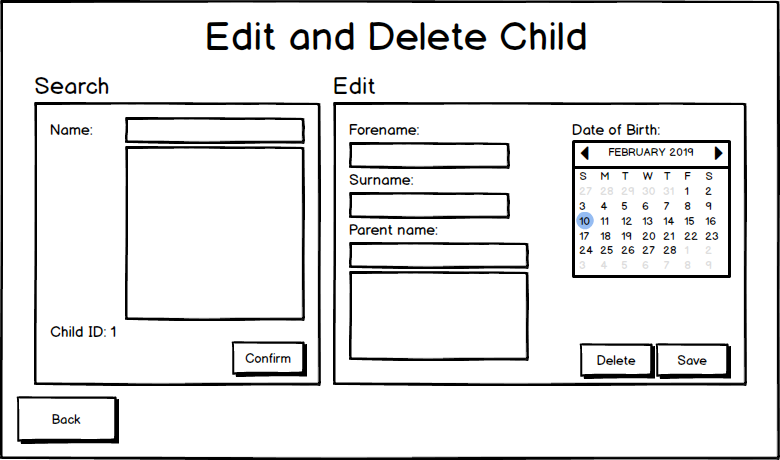 Edit and Delete Child
Search
Name:
Child ID: 1
Confirm
Edit
Forename:
Surname:
Parent name:
Date of Birth:
FEBRUARY 2019
S M T W T F S
27 28 29 30 31 1 2
3 4 5 6 7 8 9
10 11 12 13 14 15 16
17 18 19 20 21 22 23
24 25 26 27 28 1 2
3 4 5 6 7 8 9
Delete Save
Back